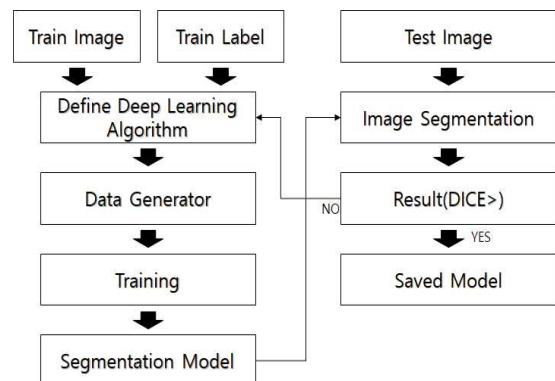 Train Image
Train Label
Define Deep Learning
Algorithm
Data Generator
Training
Segmentation Model
Test Image
Image Segmentation
Result(DICE>)
NO
YES
Saved Model